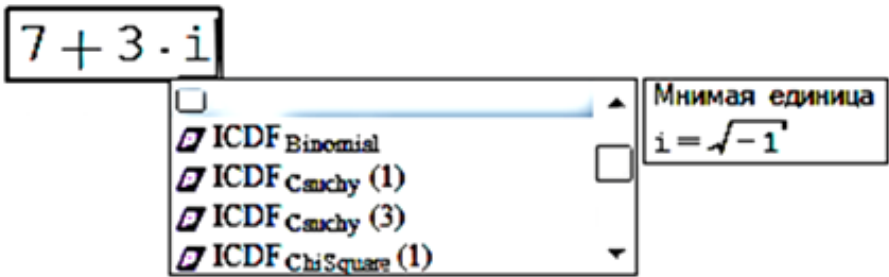 7 + 3 · i
ICDF Binomial
ICDF Cauchy (1)
ICDF Cauchy (3)
ICDF ChiSquare (1)
Мнимая единица
i = √-1